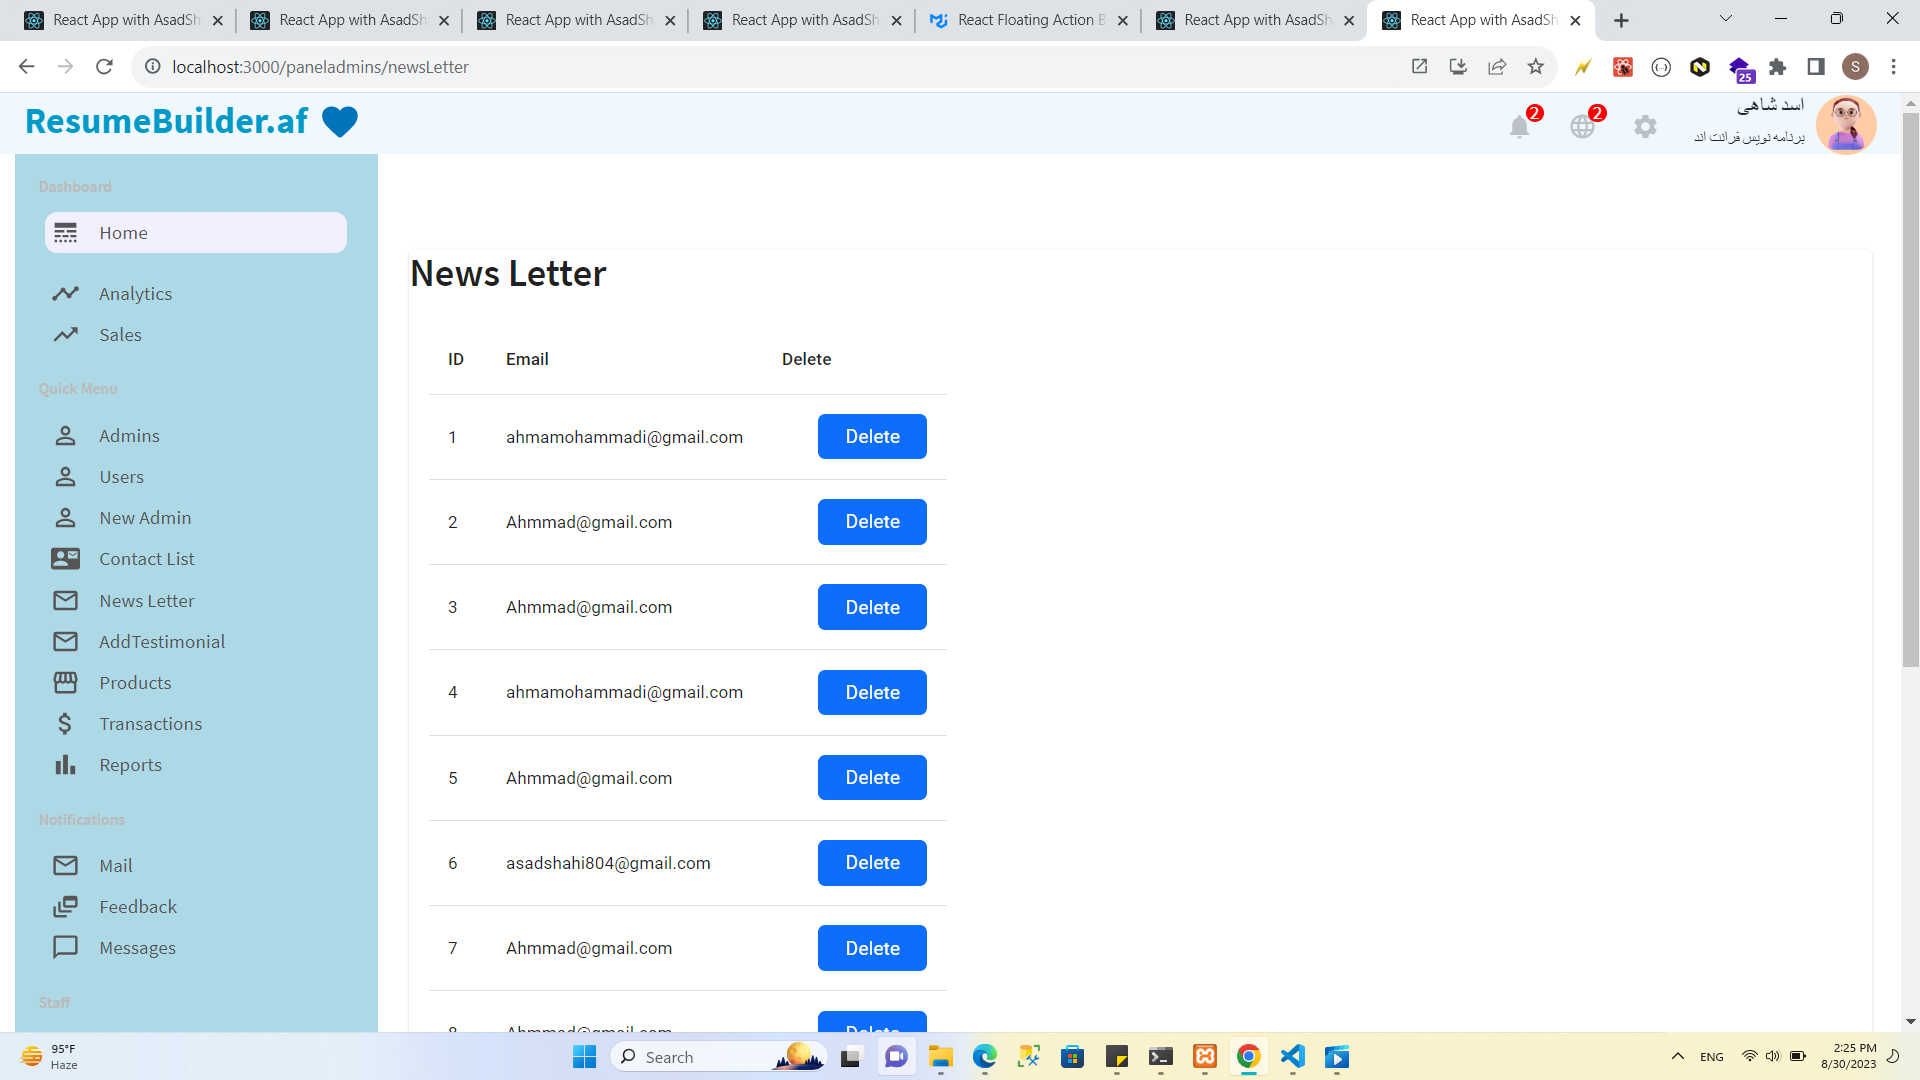 React App with AsadSh
React App with AsadSh
React App with AsadSh
React App with AsadSh
React Floating Action B
React App with AsadSh
React App with AsadSh
localhost:3000/paneladmins/newsLetter
25
S
ResumeBuilder.af
2
2
اسد شاهی
برنامه نویس فرانت اند
Dashboard
Home
Analytics
Sales
Quick Menu
Admins
Users
New Admin
Contact List
News Letter
AddTestimonial
Products
Transactions
Reports
Notifications
Mail
Feedback
Messages
Staff
News Letter
ID Email Delete
1 ahmamohammadi@gmail.com Delete
2 Ahmmad@gmail.com Delete
3 Ahmmad@gmail.com Delete
4 ahmamohammadi@gmail.com Delete
5 Ahmmad@gmail.com Delete
6 asadshahi804@gmail.com Delete
7 Ahmmad@gmail.com Delete
8 Ahmmad@gmail.com Delete
95°F
Haze
Search
ENG
2:25 PM
8/30/2023